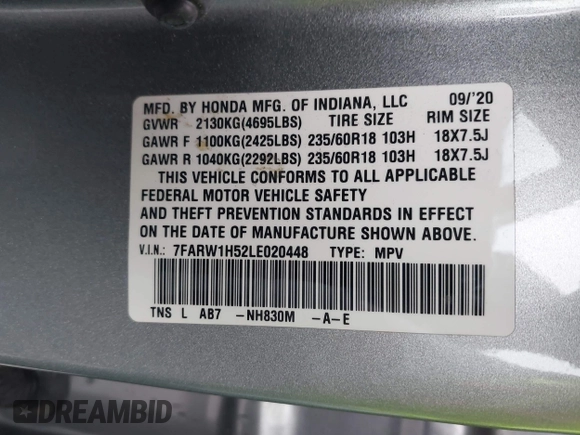 MFD. BY HONDA MFG. OF INDIANA, LLC 09/'20
GVWR 2130KG(4695LBS) TIRE SIZE RIM SIZE
GAWR F 1100KG(2425LBS) 235/60R18 103H 18X7.5J
GAWR R 1040KG(2292LBS) 235/60R18 103H 18X7.5J
THIS VEHICLE CONFORMS TO ALL APPLICABLE
FEDERAL MOTOR VEHICLE SAFETY
AND THEFT PREVENTION STANDARDS IN EFFECT
ON THE DATE OF MANUFACTURE SHOWN ABOVE.
V.I.N.: 7FARW1H52LE020448 TYPE: MPV
TNS L AB7 -NH830M -A-E
DREAMBID